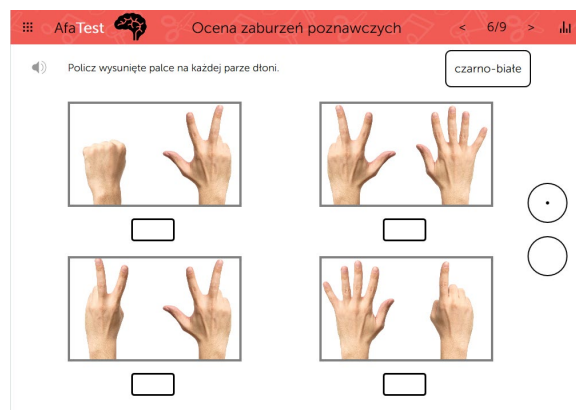 AfaTest
Ocena zaburzeń poznawczych
< 6/9 >
Policz wysunięte palce na każdej parze dłoni.
czarno-białe